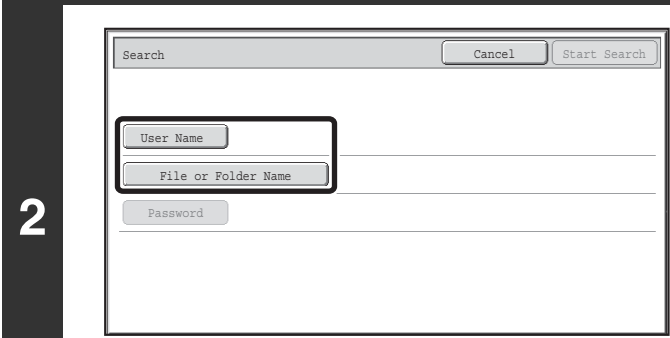 Search Cancel Start Search
User Name
File or Folder Name
2
Password